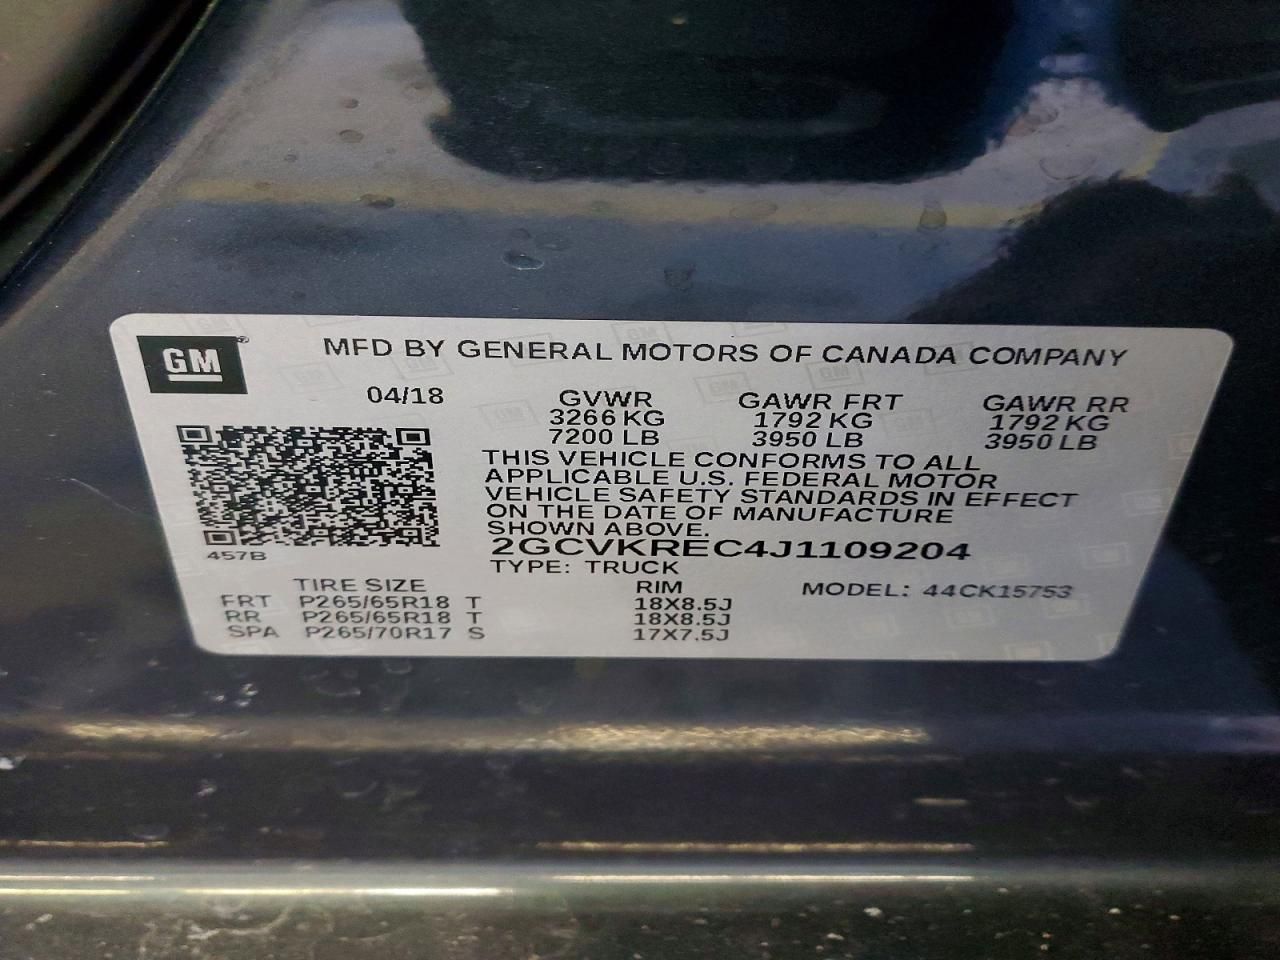 GM
MFD BY GENERAL MOTORS OF CANADA COMPANY
04/18 GVWR GAWR FRT GAWR RR
3266 KG 1792 KG 1792 KG
7200 LB 3950 LB 3950 LB
THIS VEHICLE CONFORMS TO ALL
APPLICABLE U.S. FEDERAL MOTOR
VEHICLE SAFETY STANDARDS IN EFFECT
ON THE DATE OF MANUFACTURE
SHOWN ABOVE.
457B 2GCVKREC4J1109204
TYPE: TRUCK
TIRE SIZE RIM MODEL: 44CK15753
FRT P265/65R18 T 18X8.5J
RR P265/65R18 T 18X8.5J
SPA P265/70R17 S 17X7.5J